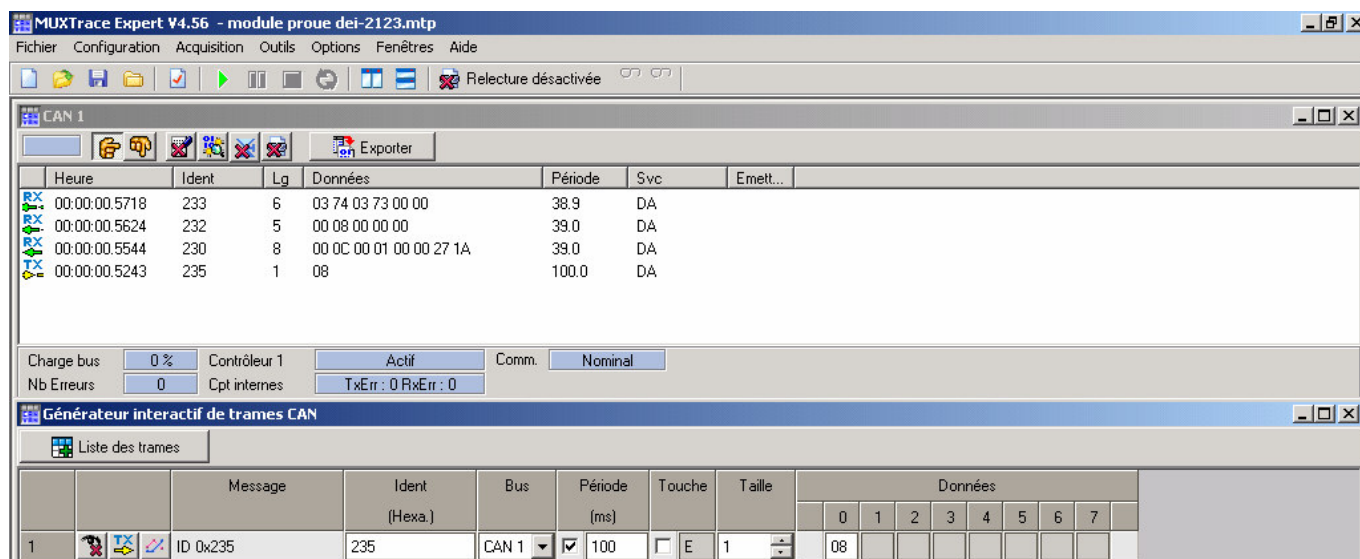 MUXTrace Expert V4.56 - module proue dei-2123.mtp
Fichier Configuration Acquisition Outils Options Fenêtres Aide
Relecture désactivée
CAN 1
Exporter
Heure Ident Lg Données Période Svc Emett...
RX 00:00:00.5718 233 6 03 74 03 73 00 00 38.9 DA
RX 00:00:00.5624 232 5 00 08 00 00 00 39.0 DA
RX 00:00:00.5544 230 8 00 0C 00 01 00 00 27 1A 39.0 DA
TX 00:00:00.5243 235 1 08 100.0 DA
Charge bus 0 % Contrôleur 1 Actif Comm. Nominal
Nb Erreurs 0 Cpt internes TxErr : 0 RxErr : 0
Générateur interactif de trames CAN
Liste des trames
Message Ident Bus Période Touche Taille Données
(Hexa.) (ms) 0 1 2 3 4 5 6 7
1 TX ID 0x235 235 CAN 1 100 E 1 08